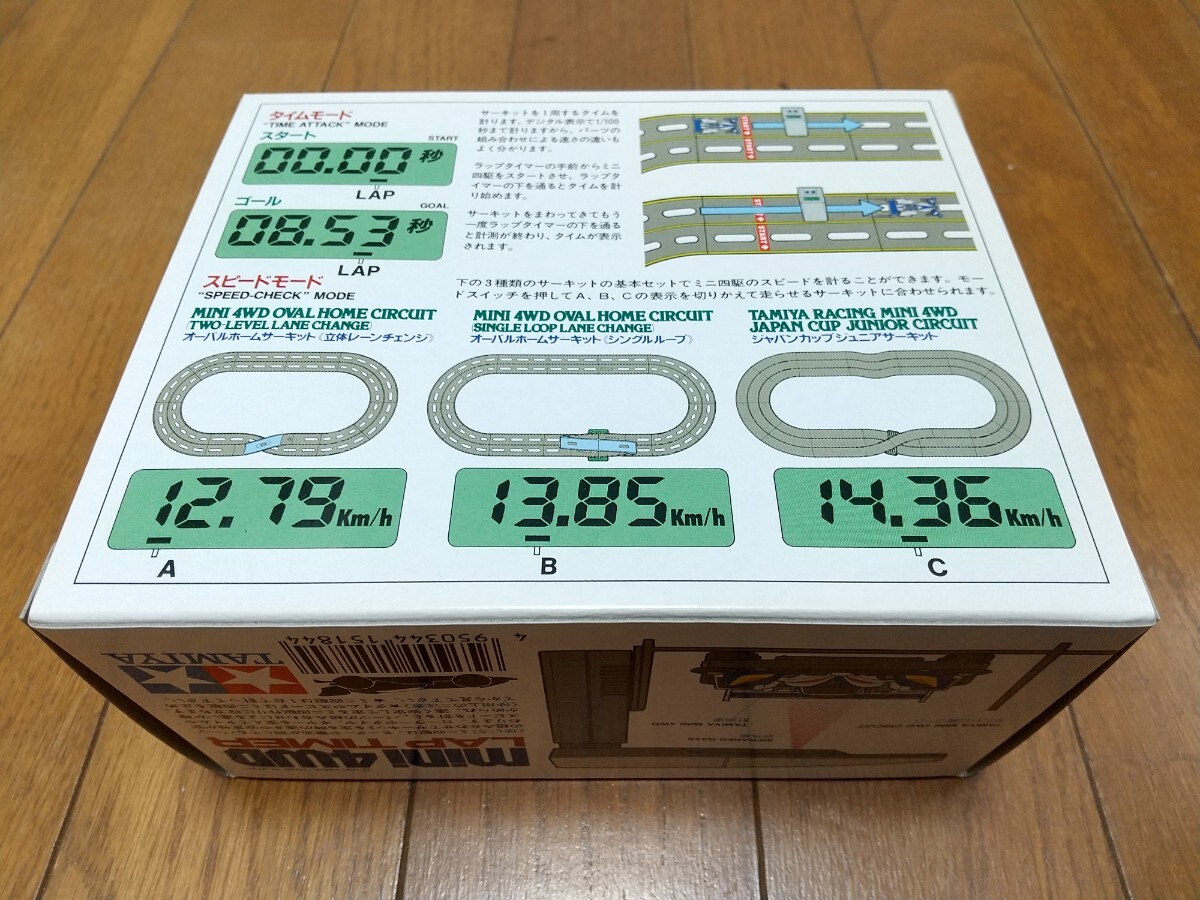 タイムモード
"TIME ATTACK" MODE
スタート
START
00.00秒
LAP
ゴール
GOAL
08.53秒
LAP
サーキットを1周するタイムを
計ります。デジタル表示で1/100
秒まで計りますから、パーツの
組み合わせによる速さの違いも
よく分かります。
ラップタイマーの手前からミニ
四駆をスタートさせ、ラップタ
イマーの下を通るとタイムを計
り始めます。
サーキットをまわってきてもう
一度ラップタイマーの下を通る
と計測が終わり、タイムが表示
されます。
START
START
ST
START
スピードモード
"SPEED-CHECK" MODE
下の3種類のサーキットの基本セットでミニ四駆のスピードを計ることができます。モー
ドスイッチを押してA、B、Cの表示を切りかえて走らせるサーキットに合わせられます。
MINI 4WD OVAL HOME CIRCUIT
(TWO-LEVEL LANE CHANGE)
オーバルホームサーキット《立体レーンチェンジ》
12.79Km/h
A
MINI 4WD OVAL HOME CIRCUIT
(SINGLE LOOP LANE CHANGE)
オーバルホームサーキット《シングルループ》
13.85Km/h
B
TAMIYA RACING MINI 4WD
JAPAN CUP JUNIOR CIRCUIT
ジャパンカップジュニアサーキット
14.36Km/h
C
mini 4WD
LAP TIMER
TAMIYA
4 950344 151844
TAMIYA MINI 4WD
INFRARED RAYS